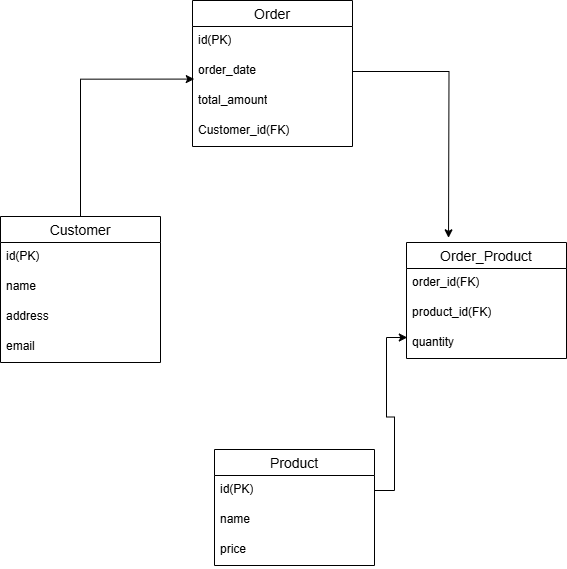 Order
id(PK)
order_date
total_amount
Customer_id(FK)
Customer
id(PK)
name
address
email
Order_Product
order_id(FK)
product_id(FK)
quantity
Product
id(PK)
name
price